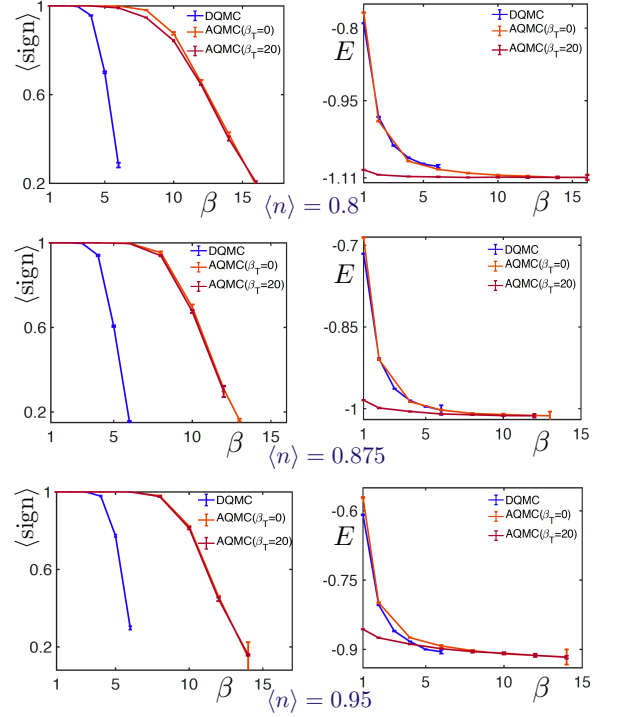 ⟨sign⟩
1
0.6
0.2
1 5 10 15
β
DQMC
AQMC(β_T=0)
AQMC(β_T=20)
E
-0.8
-0.95
-1.11
1 5 10 15
β
DQMC
AQMC(β_T=0)
AQMC(β_T=20)
⟨n⟩ = 0.8
⟨sign⟩
1
0.6
0.2
1 5 10 15
β
DQMC
AQMC(β_T=0)
AQMC(β_T=20)
E
-0.7
-0.85
-1
1 5 10 15
β
DQMC
AQMC(β_T=0)
AQMC(β_T=20)
⟨n⟩ = 0.875
⟨sign⟩
1
0.6
0.2
1 5 10 15
β
DQMC
AQMC(β_T=0)
AQMC(β_T=20)
E
-0.6
-0.75
-0.9
1 5 10 15
β
DQMC
AQMC(β_T=0)
AQMC(β_T=20)
⟨n⟩ = 0.95